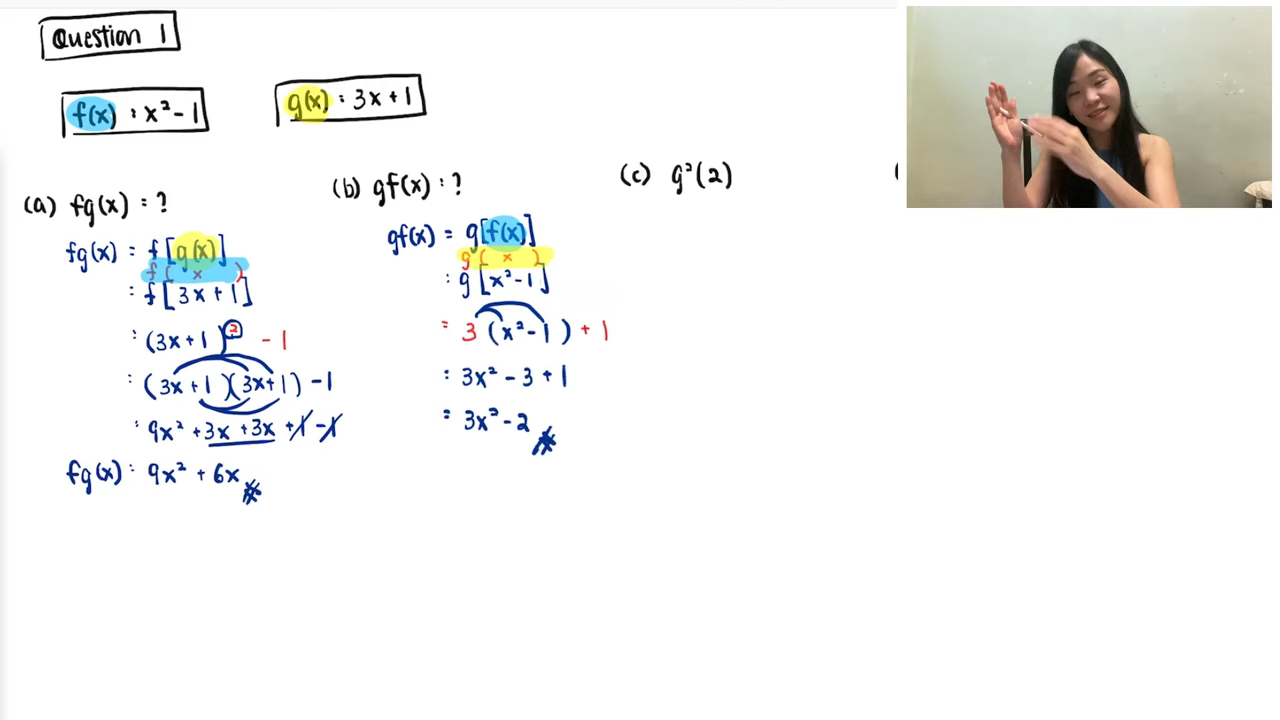 Question 1
f(x) : x² - 1
g(x) : 3x + 1
(a) fg(x) = ?
fg(x) = f[g(x)]
f( x )
: f[3x + 1]
: (3x + 1)² - 1
: (3x + 1)(3x + 1) - 1
: 9x² + 3x + 3x + 1 - 1
fg(x) : 9x² + 6x
(b) gf(x) : ?
gf(x) = g[f(x)]
g( x )
: g[x² - 1]
= 3(x² - 1) + 1
: 3x² - 3 + 1
= 3x² - 2
(c) g²(2)